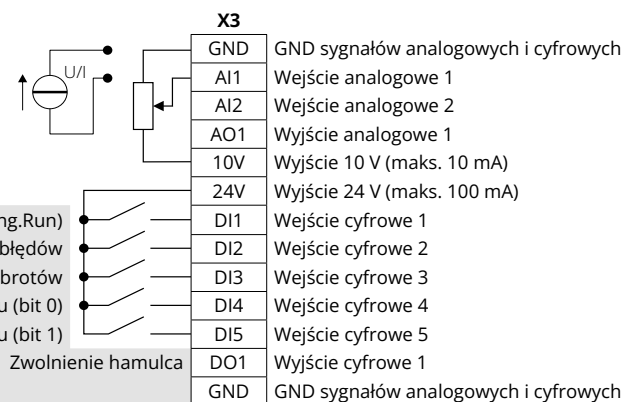 X3
GND GND sygnałów analogowych i cyfrowych
U/I AI1 Wejście analogowe 1
AI2 Wejście analogowe 2
AO1 Wyjście analogowe 1
10V Wyjście 10 V (maks. 10 mA)
24V Wyjście 24 V (maks. 100 mA)
ng.Run) DI1 Wejście cyfrowe 1
błędów DI2 Wejście cyfrowe 2
brotów DI3 Wejście cyfrowe 3
u (bit 0) DI4 Wejście cyfrowe 4
u (bit 1) DI5 Wejście cyfrowe 5
Zwolnienie hamulca DO1 Wyjście cyfrowe 1
GND GND sygnałów analogowych i cyfrowych